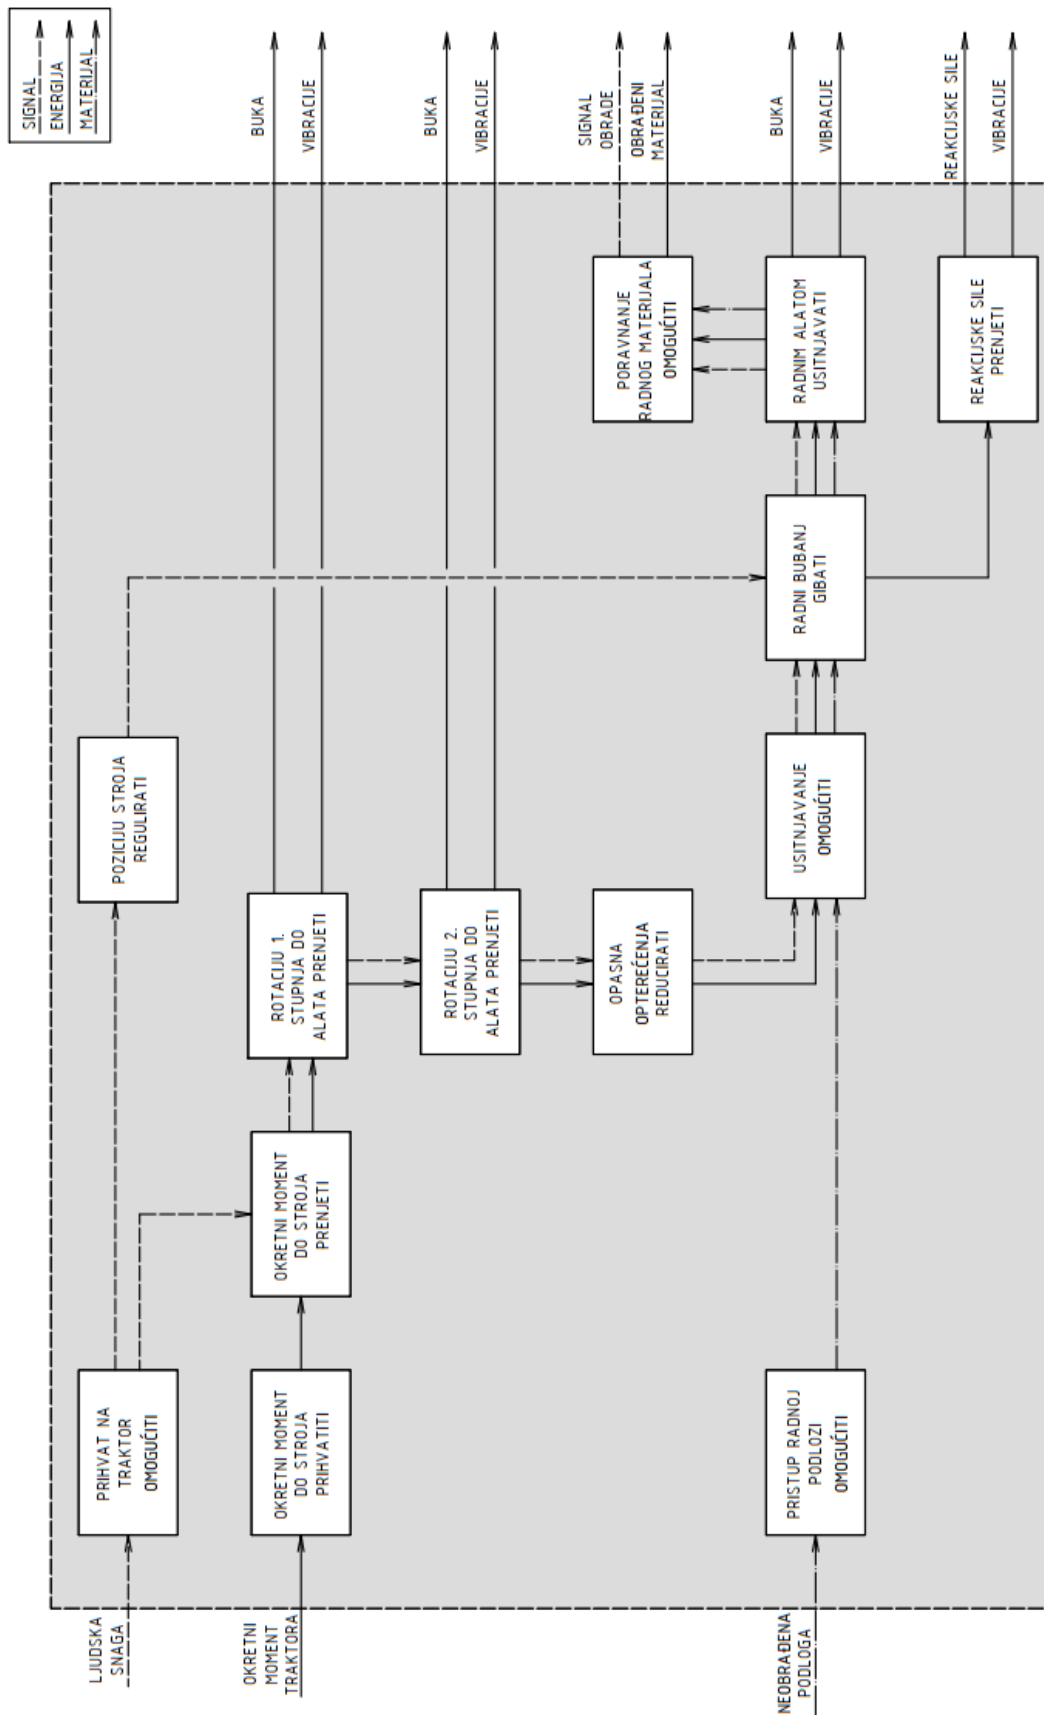 SIGNAL
ENERGIJA
MATERIJAL
LJUDSKA
SNAGA
PRIHVAT NA
TRAKTOR
OMOGUĆITI
POZICIJU STROJA
REGULIRATI
OKRETNI
MOMENT
TRAKTORA
OKRETNI MOMENT
DO STROJA
PRIHVATITI
OKRETNI MOMENT
DO STROJA
PRENJETI
ROTACIJU 1.
STUPNJA DO
ALATA PRENJETI
BUKA
VIBRACIJE
ROTACIJU 2.
STUPNJA DO
ALATA PRENJETI
BUKA
VIBRACIJE
OPASNA
OPTEREĆENJA
REDUCIRATI
PORAVNANJE
RADNOG MATERIJALA
OMOGUĆITI
SIGNAL
OBRADE
OBRAĐENI
MATERIJAL
NEOBRAĐENA
PODLOGA
PRISTUP RADNOJ
PODLOZI
OMOGUĆITI
USITNJAVANJE
OMOGUĆITI
RADNI BUBANJ
GIBATI
RADNIM ALATOM
USITNJAVATI
BUKA
VIBRACIJE
REAKCIJSKE SILE
PRENJETI
REAKCIJSKE SILE
VIBRACIJE